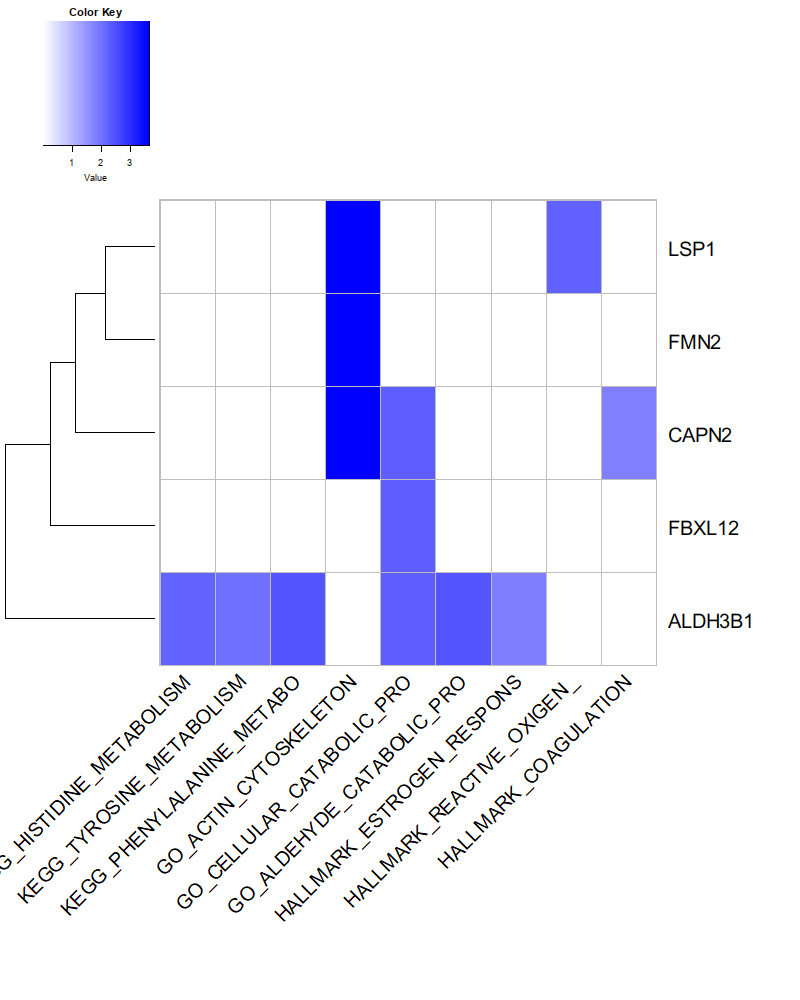 Color Key
1 2 3
Value
LSP1
FMN2
CAPN2
FBXL12
ALDH3B1
G_HISTIDINE_METABOLISM
KEGG_TYROSINE_METABOLISM
KEGG_PHENYLALANINE_METABO
GO_ACTIN_CYTOSKELETON
GO_CELLULAR_CATABOLIC_PRO
GO_ALDEHYDE_CATABOLIC_PRO
HALLMARK_ESTROGEN_RESPONS
HALLMARK_REACTIVE_OXIGEN_
HALLMARK_COAGULATION